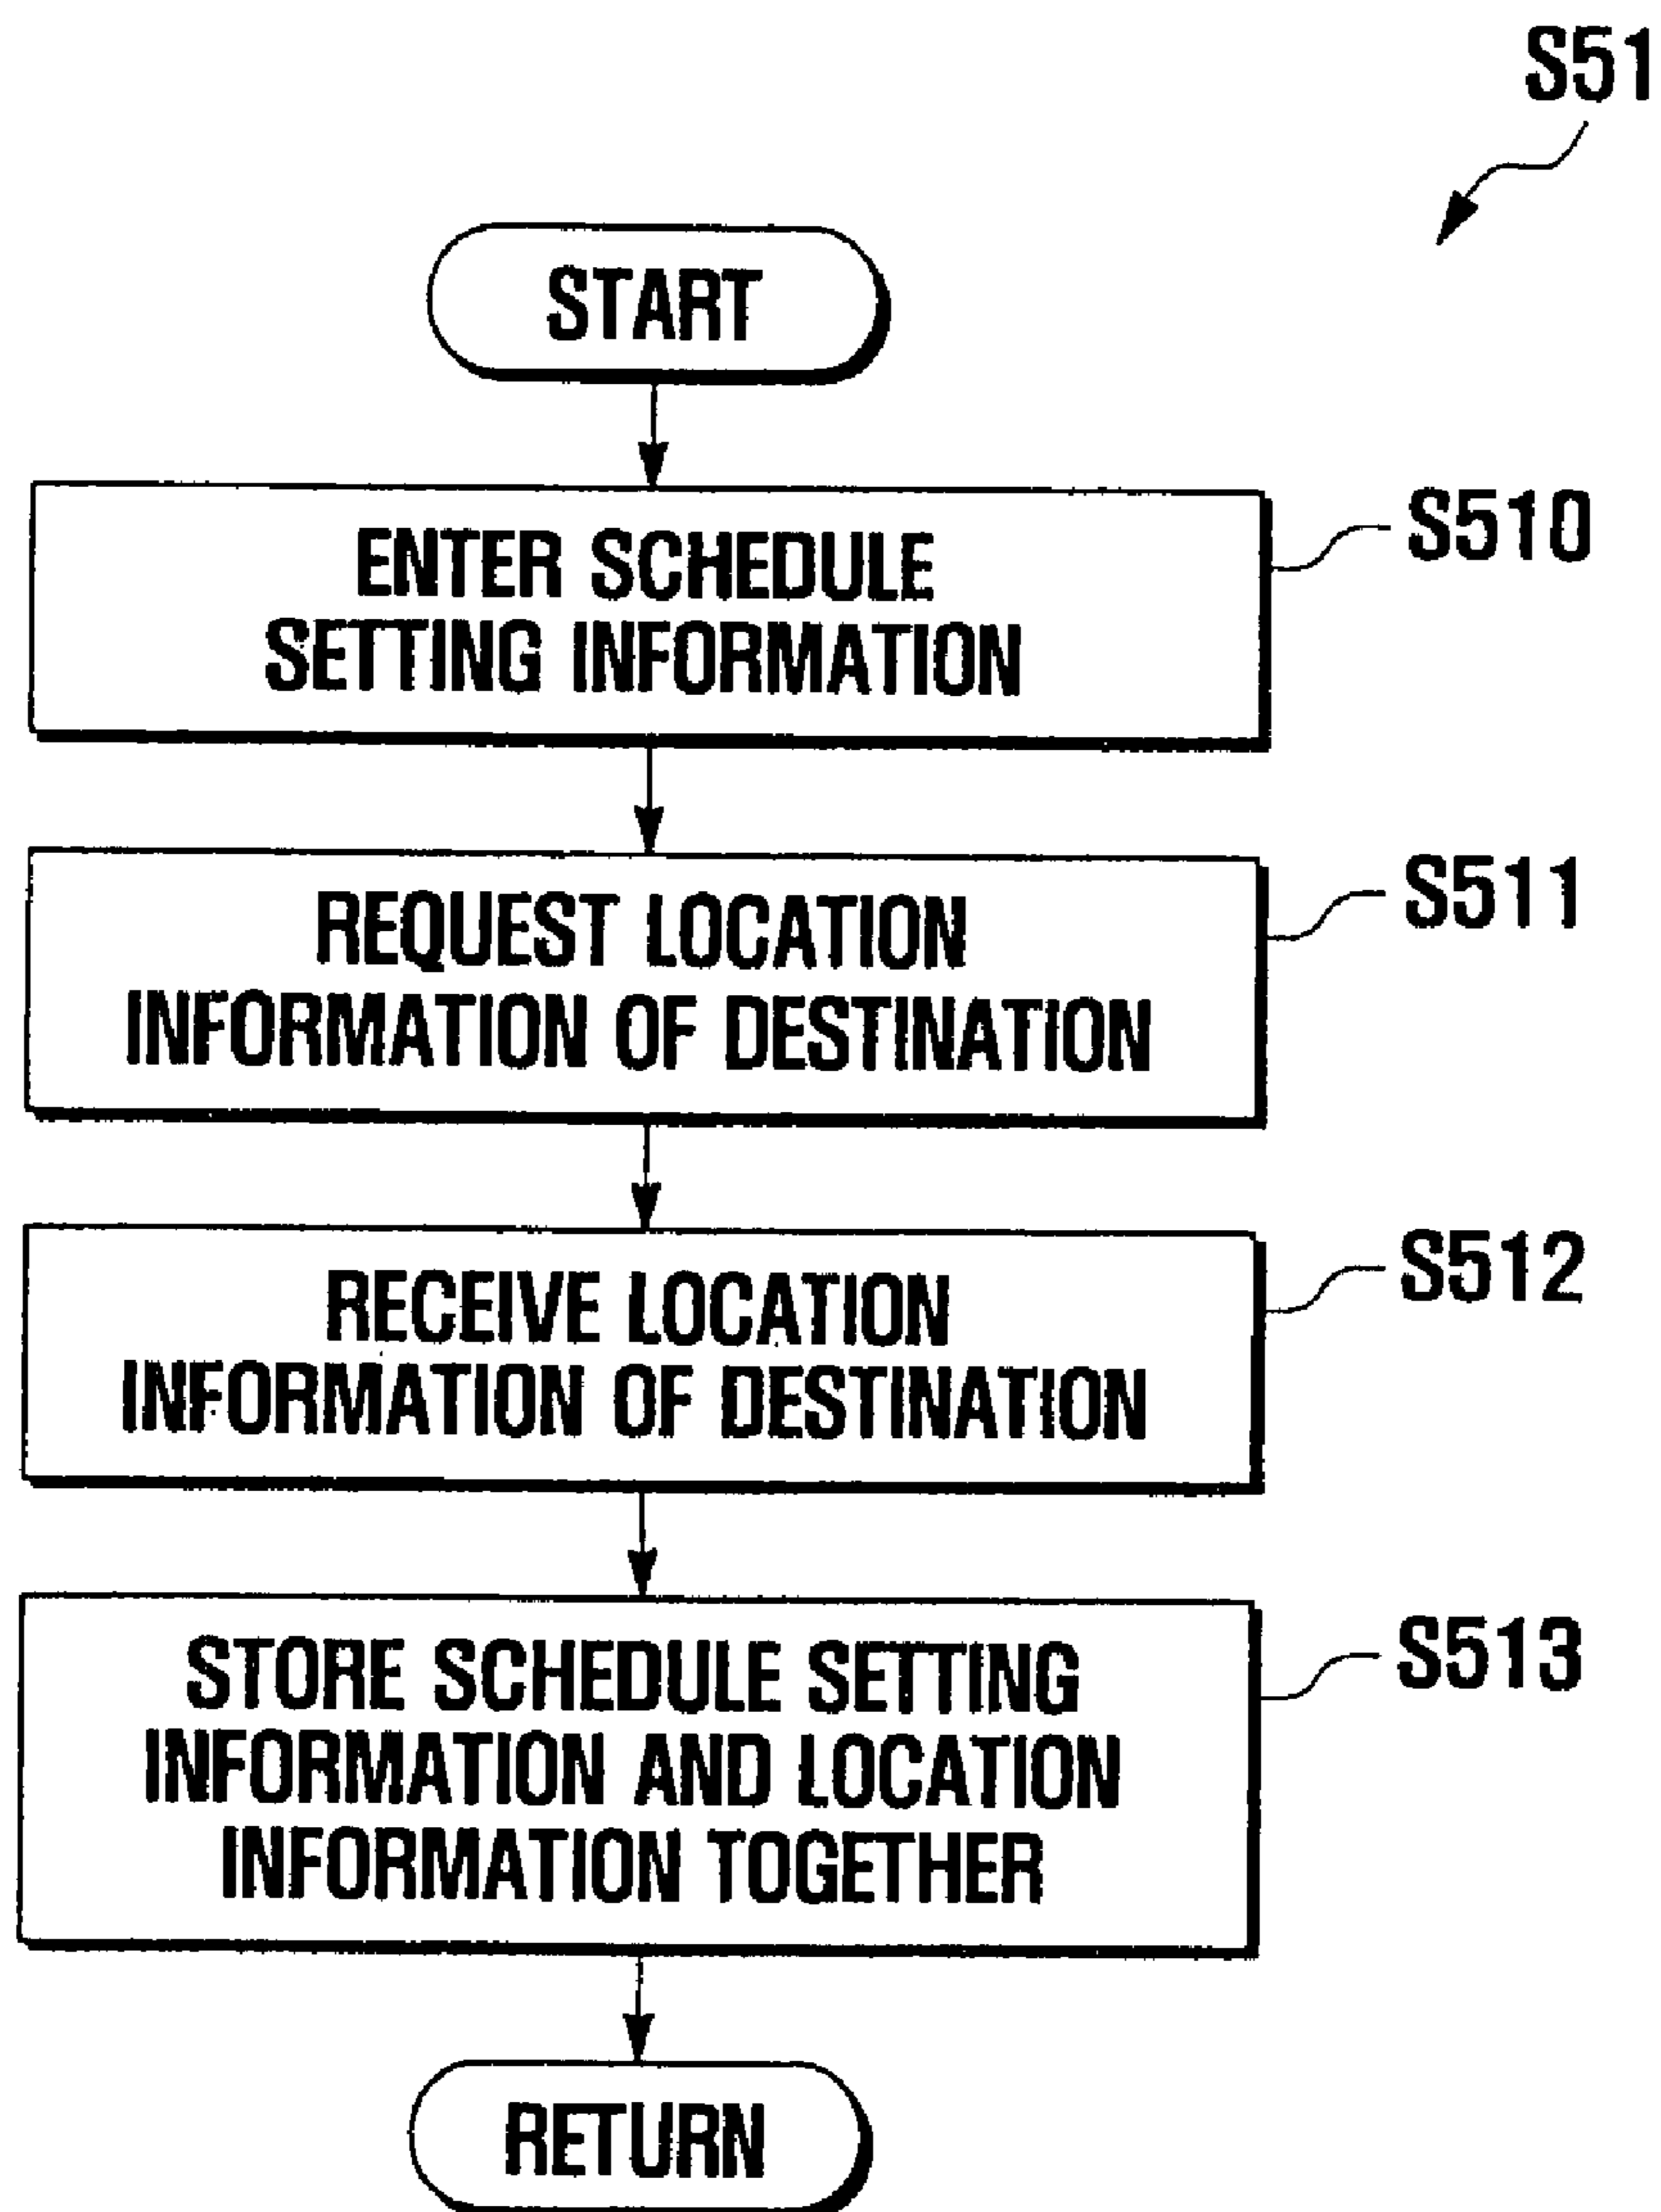 S51
START
ENTER SCHEDULE
SETTING INFORMATION
S510
REQUEST LOCATION
INFORMATION OF DESTINATION
S511
RECEIVE LOCATION
INFORMATION OF DESTINATION
S512
STORE SCHEDULE SETTING
INFORMATION AND LOCATION
INFORMATION TOGETHER
S513
RETURN